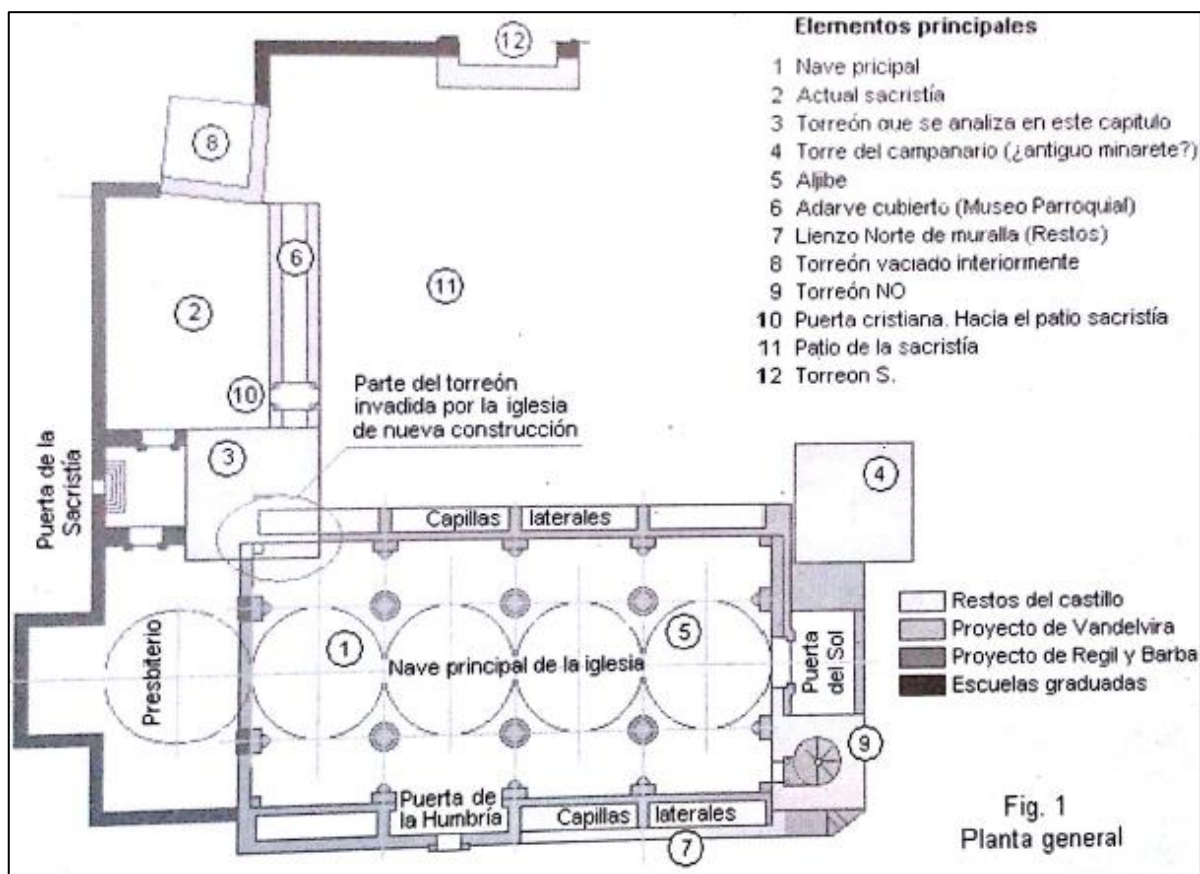 Elementos principales
1 Nave pricipal
2 Actual sacristía
3 Torreón que se analiza en este capitulo
4 Torre del campanario (¿antiguo minarete?)
5 Aljibe
6 Adarve cubierto (Museo Parroquial)
7 Lienzo Norte de muralla (Restos)
8 Torreón vaciado interiormente
9 Torreón NO
10 Puerta cristiana. Hacia el patio sacristía
11 Patio de la sacristía
12 Torreon S.
12
8
6
2
11
10
Parte del torreón
invadida por la iglesia
de nueva construcción
3
4
Puerta de la
Sacristía
Capillas laterales
Restos del castillo
Proyecto de Vandelvira
Proyecto de Regil y Barba
Escuelas graduadas
1
5
Nave principal de la iglesia
Presbiterio
Puerta
del Sol
9
Puerta de
la Humbría
Capillas laterales
7
Fig. 1
Planta general